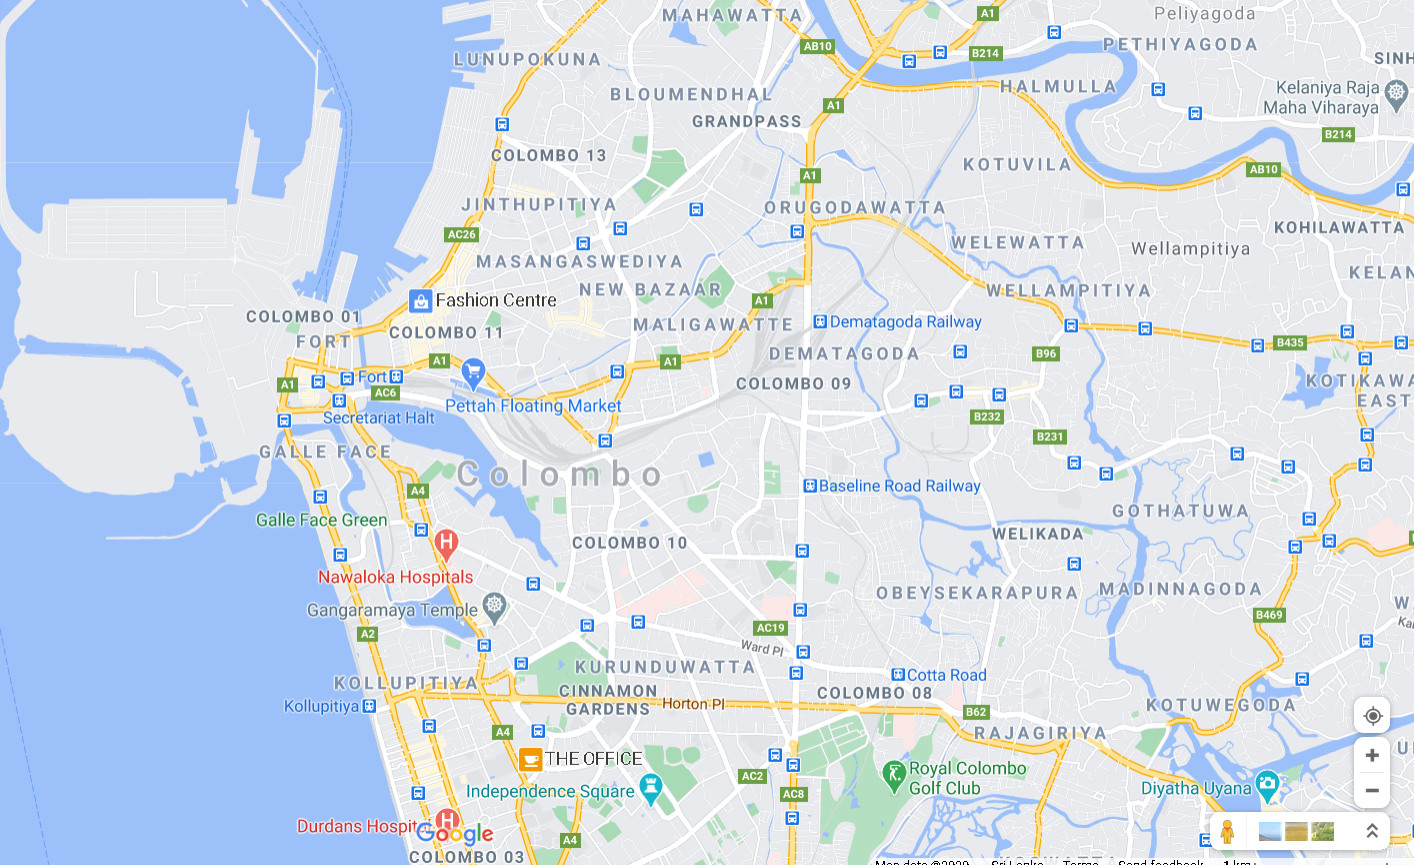 MAHAWATTA
A1
Peliyagoda
AB10
B214
PETHIYAGODA
LUNUPOKUNA
SINH
HALMULLA
Kelaniya Raja
Maha Viharaya
BLOUMENDHAL
A1
GRANDPASS
B214
COLOMBO 13
KOTUVILA
AB10
A1
JINTHUPITIYA
ORUGODAWATTA
AC26
WELEWATTA
Wellampitiya
KOHILAWATTA
MASANGASWEDIYA
KELAN
NEW BAZAAR
WELLAMPITIYA
Fashion Centre
A1
COLOMBO 01
FORT
COLOMBO 11
MALIGAWATTE
Dematagoda Railway
B435
A1
A1
DEMATAGODA
B96
Fort
A1
AC6
COLOMBO 09
KOTIKAWA
EAST
Pettah Floating Market
Secretariat Halt
B232
B231
GALLE FACE
Colombo
A4
Baseline Road Railway
GOTHATUWA
Galle Face Green
WELIKADA
COLOMBO 10
Nawaloka Hospitals
OBEYSEKARAPURA
MADINNAGODA
Gangaramaya Temple
W
Ka
B469
A2
AC19
Ward Pl
KURUNDUWATTA
Cotta Road
KOLLUPITIYA
CINNAMON
GARDENS
COLOMBO 08
Kollupitiya
Horton Pl
B62
KOTUWEGODA
A4
RAJAGIRIYA
THE OFFICE
Royal Colombo
Golf Club
AC2
Independence Square
AC8
Diyatha Uyana
Durdans Hospit
Google
A4
COLOMBO 03
Map data ©2020
Sri Lanka
Terms
Send feedback
1 km